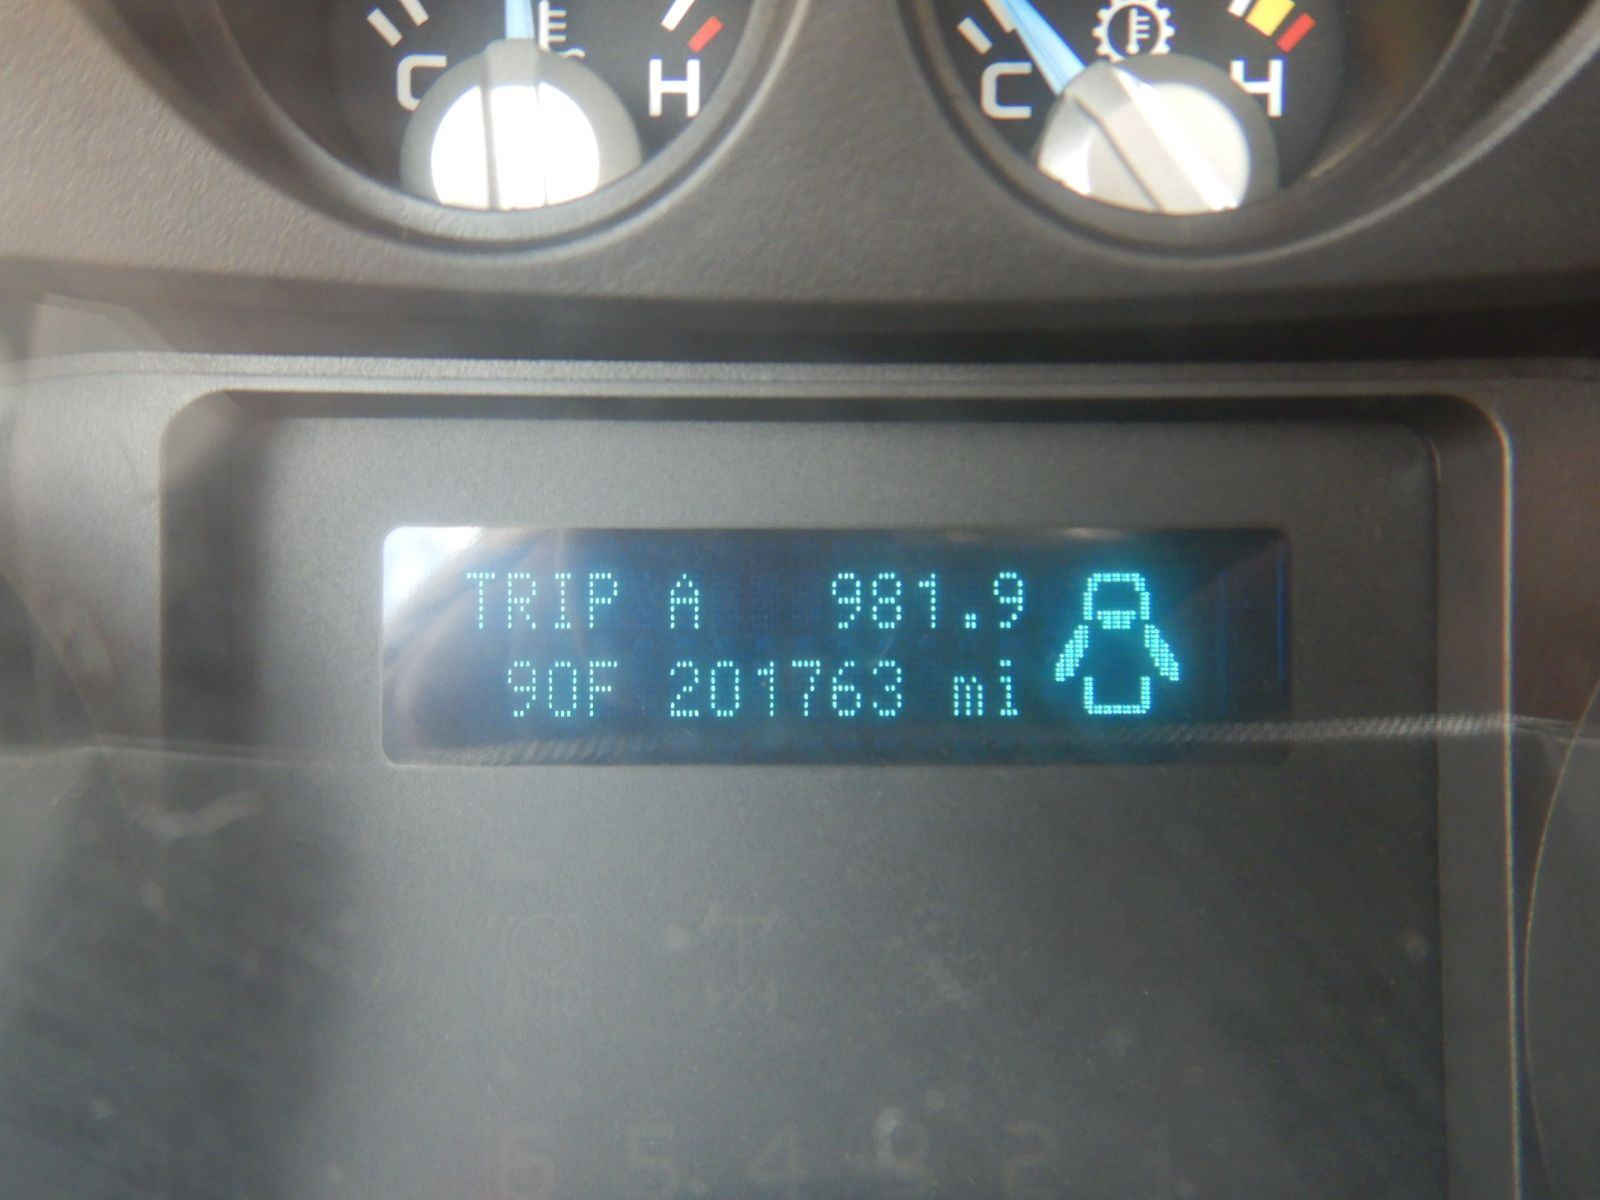 C H C H
TRIP A 981.9
90F 201763 mi